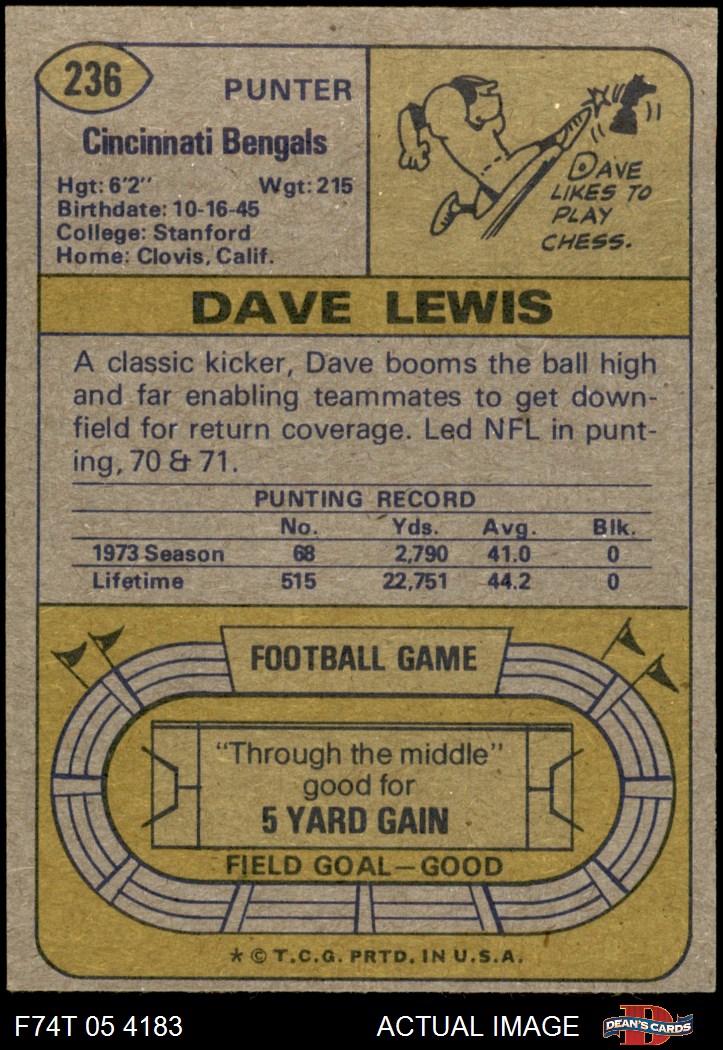 236
PUNTER
Cincinnati Bengals
Hgt: 6'2" Wgt: 215
Birthdate: 10-16-45
College: Stanford
Home: Clovis, Calif.
DAVE
LIKES TO
PLAY
CHESS.
DAVE LEWIS
A classic kicker, Dave booms the ball high
and far enabling teammates to get down-
field for return coverage. Led NFL in punt-
ing, 70 & 71.
PUNTING RECORD
No. Yds. Avg. Blk.
1973 Season 68 2,790 41.0 0
Lifetime 515 22,751 44.2 0
FOOTBALL GAME
"Through the middle"
good for
5 YARD GAIN
FIELD GOAL—GOOD
* © T.C.G. PRTD. IN U.S.A.
F74T 05 4183 ACTUAL IMAGE D DEAN'S CARDS